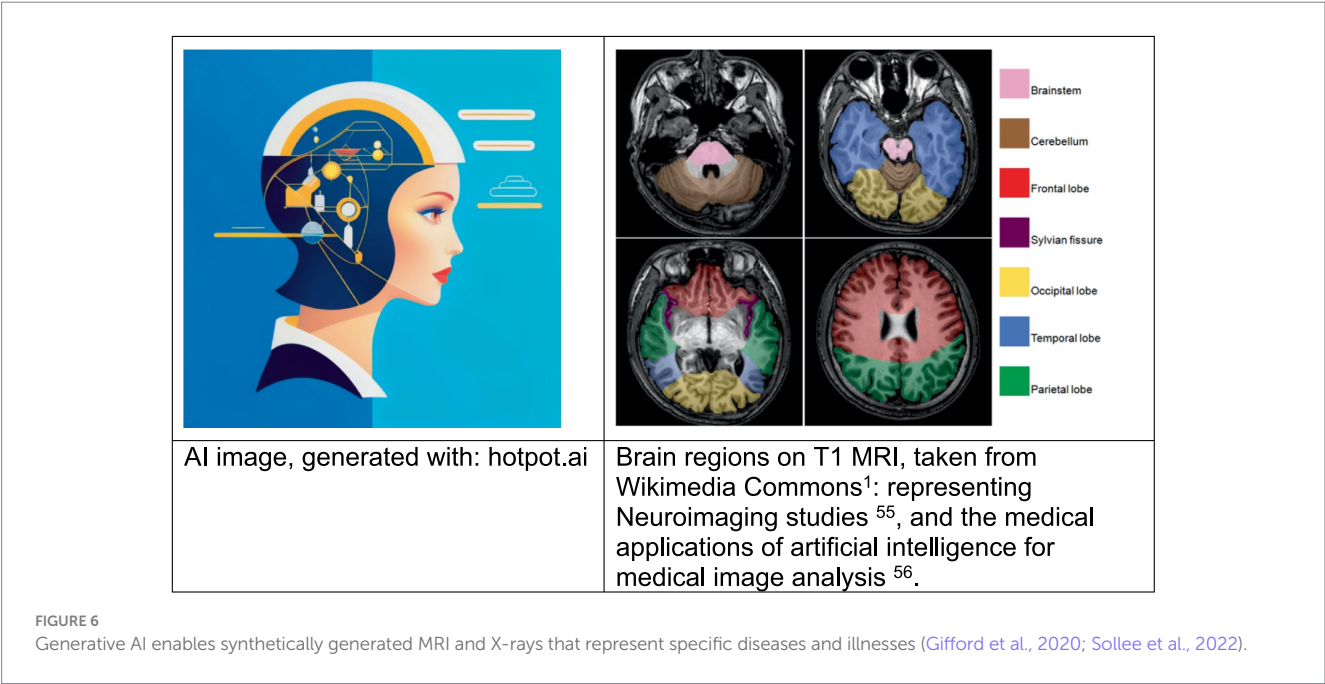 Brainstem
Cerebellum
Frontal lobe
Sylvian fissure
Occipital lobe
Temporal lobe
Parietal lobe
AI image, generated with: hotpot.ai
Brain regions on T1 MRI, taken from
Wikimedia Commons¹: representing
Neuroimaging studies ⁵⁵, and the medical
applications of artificial intelligence for
medical image analysis ⁵⁶.
FIGURE 6
Generative AI enables synthetically generated MRI and X-rays that represent specific diseases and illnesses (Gifford et al., 2020; Sollee et al., 2022).